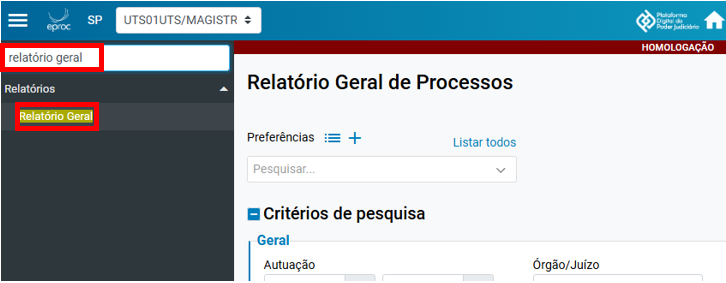 eproc SP UTS01UTS/MAGISTR
Plataforma
Digital do
Poder Judiciário
HOMOLOGAÇÃO
relatório geral
Relatórios
Relatório Geral
Relatório Geral de Processos
Preferências
Listar todos
Pesquisar...
Critérios de pesquisa
Geral
Autuação
Órgão/Juízo